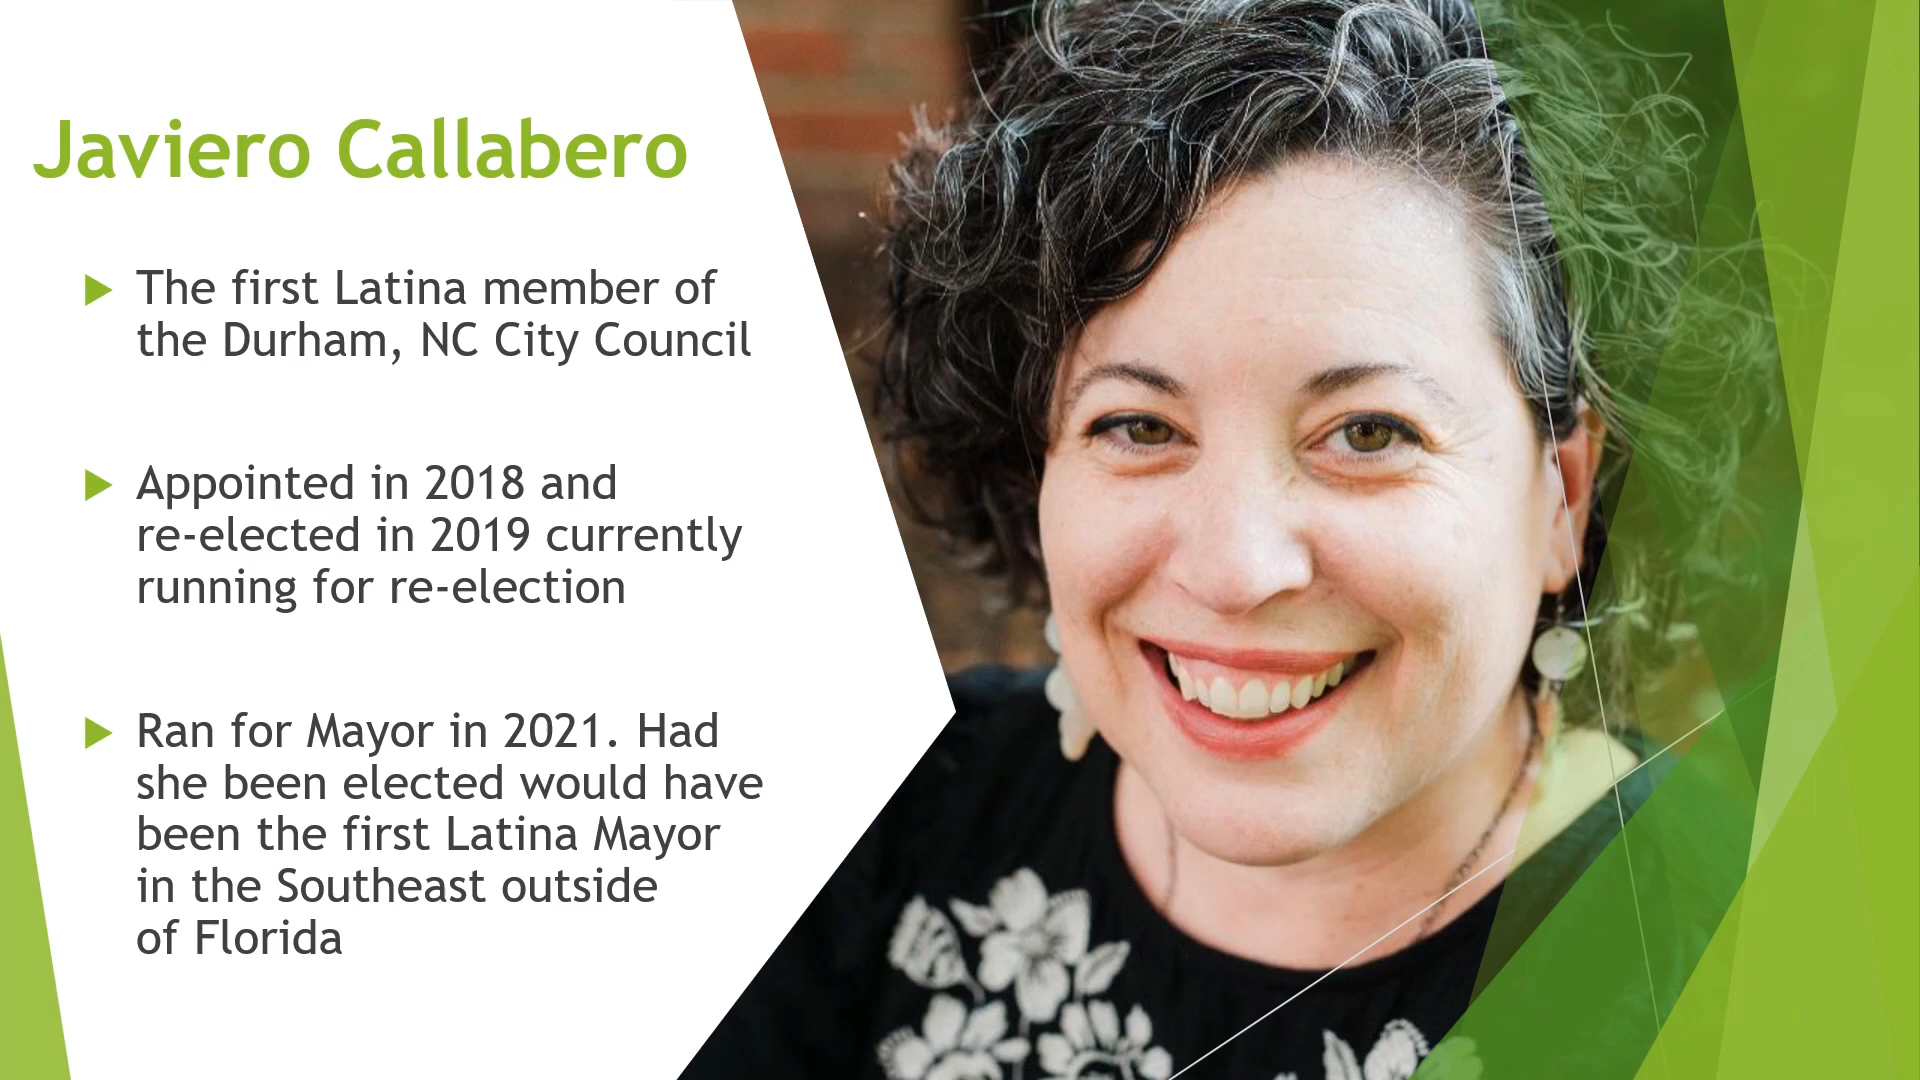 Javiero Callabero
The first Latina member of
the Durham, NC City Council
Appointed in 2018 and
re-elected in 2019 currently
running for re-election
Ran for Mayor in 2021. Had
she been elected would have
been the first Latina Mayor
in the Southeast outside
of Florida